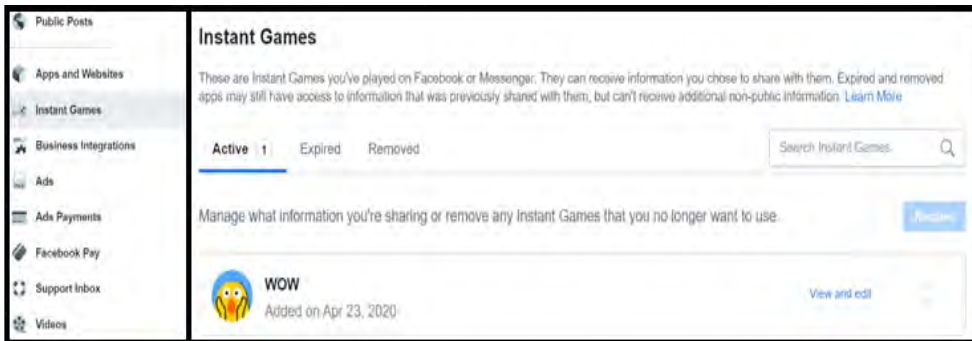 Public Posts
Apps and Websites
Instant Games
Business Integrations
Ads
Ads Payments
Facebook Pay
Support Inbox
Videos
Instant Games
These are Instant Games you've played on Facebook or Messenger. They can receive information you chose to share with them. Expired and removed
apps may still have access to information that was previously shared with them, but can't receive additional non-public information. Learn More
Active 1 Expired Removed
Search Instant Games
Manage what information you're sharing or remove any Instant Games that you no longer want to use.
Remove
WOW
Added on Apr 23, 2020
View and edit